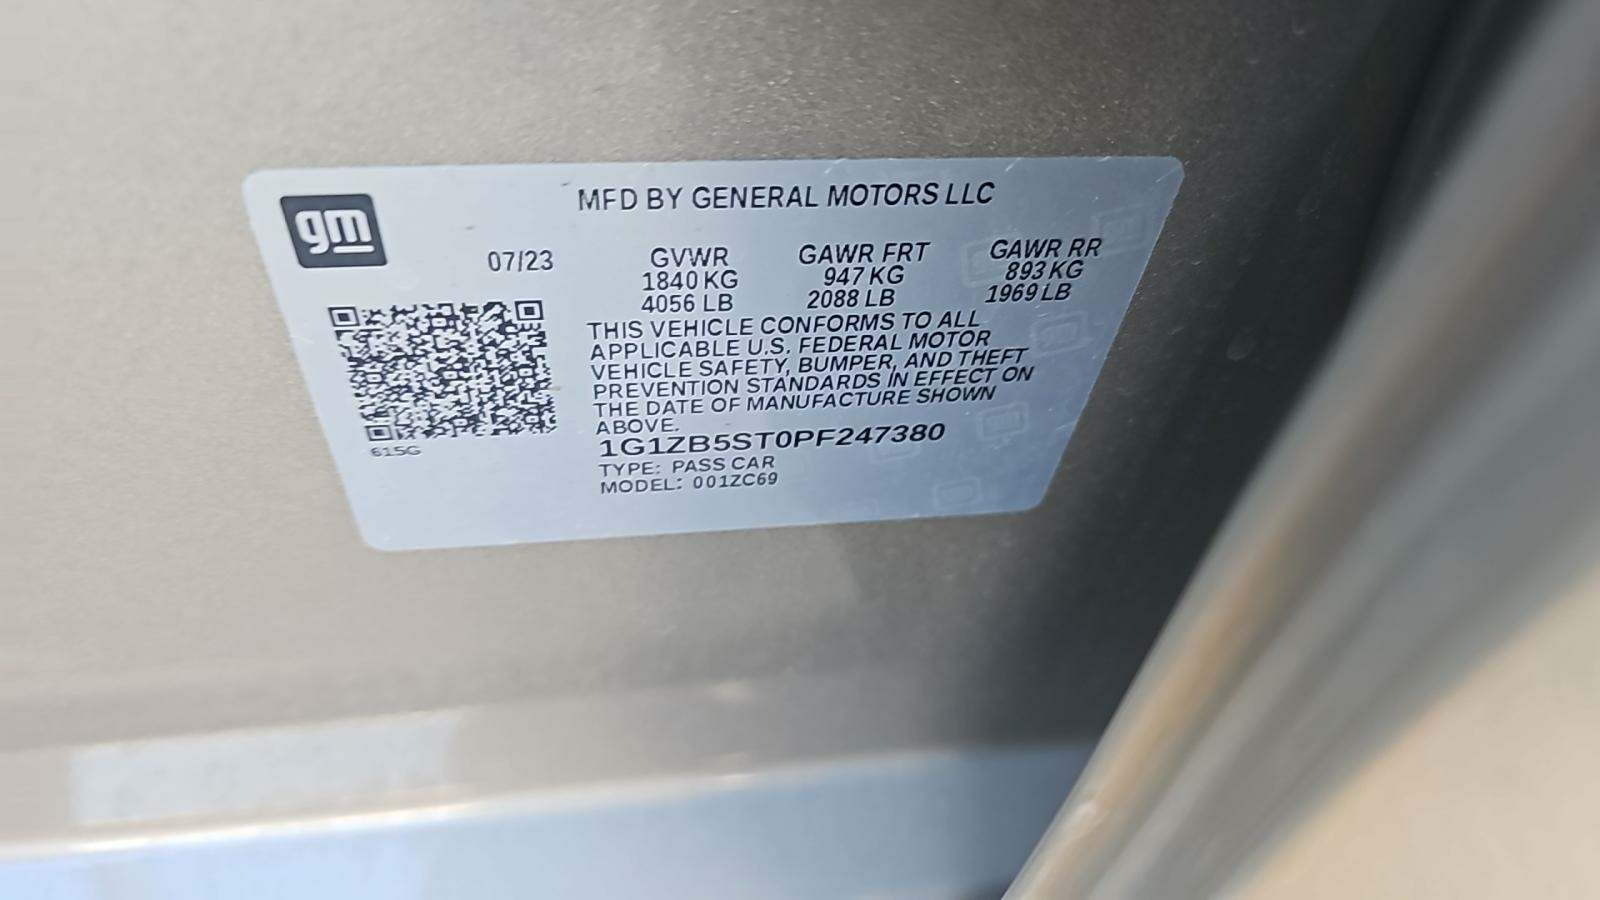 gm
MFD BY GENERAL MOTORS LLC
07/23 GVWR GAWR FRT GAWR RR
1840 KG 947 KG 893 KG
4056 LB 2088 LB 1969 LB
THIS VEHICLE CONFORMS TO ALL
APPLICABLE U.S. FEDERAL MOTOR
VEHICLE SAFETY, BUMPER, AND THEFT
PREVENTION STANDARDS IN EFFECT ON
THE DATE OF MANUFACTURE SHOWN
ABOVE.
1G1ZB5ST0PF247380
615G
TYPE: PASS CAR
MODEL: 001ZC69